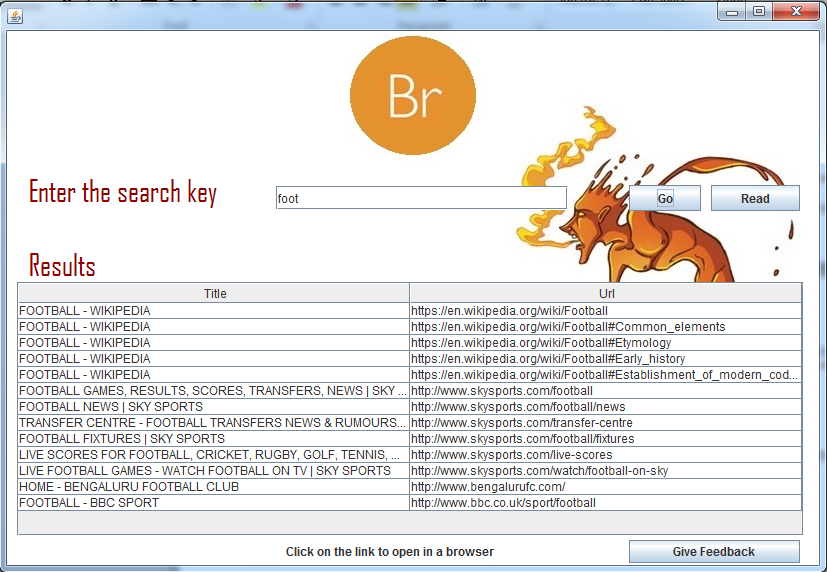 Br
Enter the search key
foot
Go
Read
Results
Title Url
FOOTBALL - WIKIPEDIA https://en.wikipedia.org/wiki/Football
FOOTBALL - WIKIPEDIA https://en.wikipedia.org/wiki/Football#Common_elements
FOOTBALL - WIKIPEDIA https://en.wikipedia.org/wiki/Football#Etymology
FOOTBALL - WIKIPEDIA https://en.wikipedia.org/wiki/Football#Early_history
FOOTBALL - WIKIPEDIA https://en.wikipedia.org/wiki/Football#Establishment_of_modern_cod...
FOOTBALL GAMES, RESULTS, SCORES, TRANSFERS, NEWS | SKY ... http://www.skysports.com/football
FOOTBALL NEWS | SKY SPORTS http://www.skysports.com/football/news
TRANSFER CENTRE - FOOTBALL TRANSFERS NEWS & RUMOURS... http://www.skysports.com/transfer-centre
FOOTBALL FIXTURES | SKY SPORTS http://www.skysports.com/football/fixtures
LIVE SCORES FOR FOOTBALL, CRICKET, RUGBY, GOLF, TENNIS, ... http://www.skysports.com/live-scores
LIVE FOOTBALL GAMES - WATCH FOOTBALL ON TV | SKY SPORTS http://www.skysports.com/watch/football-on-sky
HOME - BENGALURU FOOTBALL CLUB http://www.bengalurufc.com/
FOOTBALL - BBC SPORT http://www.bbc.co.uk/sport/football
Click on the link to open in a browser
Give Feedback